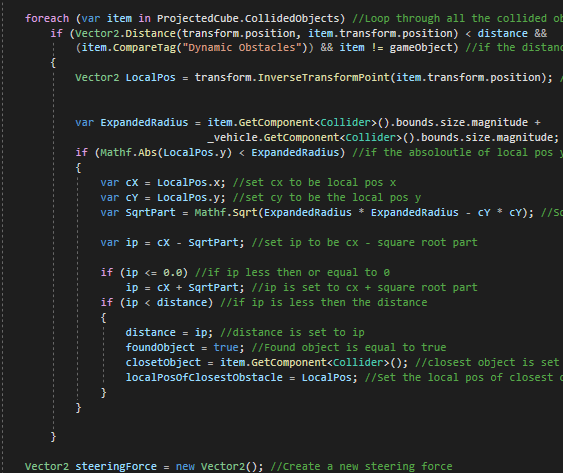 foreach (var item in ProjectedCube.CollidedObjects) //Loop through all the collided
if (Vector2.Distance(transform.position, item.transform.position) < distance &&
(item.CompareTag("Dynamic Obstacles")) && item != gameObject) //if the
{
Vector2 LocalPos = transform.InverseTransformPoint(item.transform.position); /
var ExpandedRadius = item.GetComponent<Collider>().bounds.size.magnitude +
_vehicle.GetComponent<Collider>().bounds.size.magnitude;
if (Mathf.Abs(LocalPos.y) < ExpandedRadius) //if the absoloutle of local pos y
{
var cX = LocalPos.x; //set cx to be local pos x
var cY = LocalPos.y; //set cy to be the local pos y
var SqrtPart = Mathf.Sqrt(ExpandedRadius * ExpandedRadius - cY * cY); //
var ip = cX - SqrtPart; //set ip to be cx - square root part
if (ip <= 0.0) //if ip less then or equal to 0
ip = cX + SqrtPart; //ip is set to cx + square root part
if (ip < distance) //if ip is less then the distance
{
distance = ip; //distance is set to ip
foundObject = true; //Found object is equal to true
closetObject = item.GetComponent<Collider>(); //closest object is set
localPosOfClosestObstacle = LocalPos; //Set the local pos of closest
}
}
}
Vector2 steeringForce = new Vector2(); //Create a new steering force